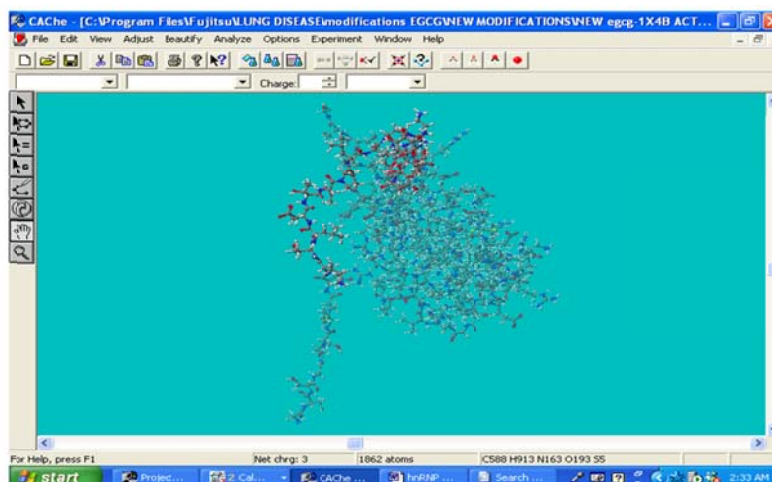 CAChe - [C:\Program Files\Fujitsu\LUNG DISEASE\modifications EGCG\NEW MODIFICATIONS\NEW egcg-1X4B ACT...
File Edit View Adjust Beautify Analyze Options Experiment Window Help
Charge:
For Help, press F1 Net chrg: 3 1862 atoms C588 H913 N163 O193 S5
start Projec... 2 Cal... CAChe ... hnRNP ... Search ... 2:33 AM